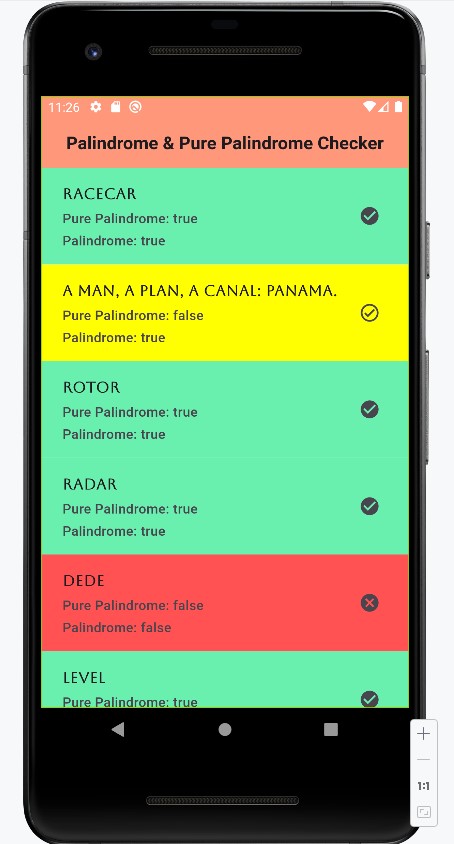 11:26
Palindrome & Pure Palindrome Checker
RACECAR
Pure Palindrome: true
Palindrome: true
A MAN, A PLAN, A CANAL: PANAMA.
Pure Palindrome: false
Palindrome: true
ROTOR
Pure Palindrome: true
Palindrome: true
RADAR
Pure Palindrome: true
Palindrome: true
DEDE
Pure Palindrome: false
Palindrome: false
LEVEL
Pure Palindrome: true
1:1